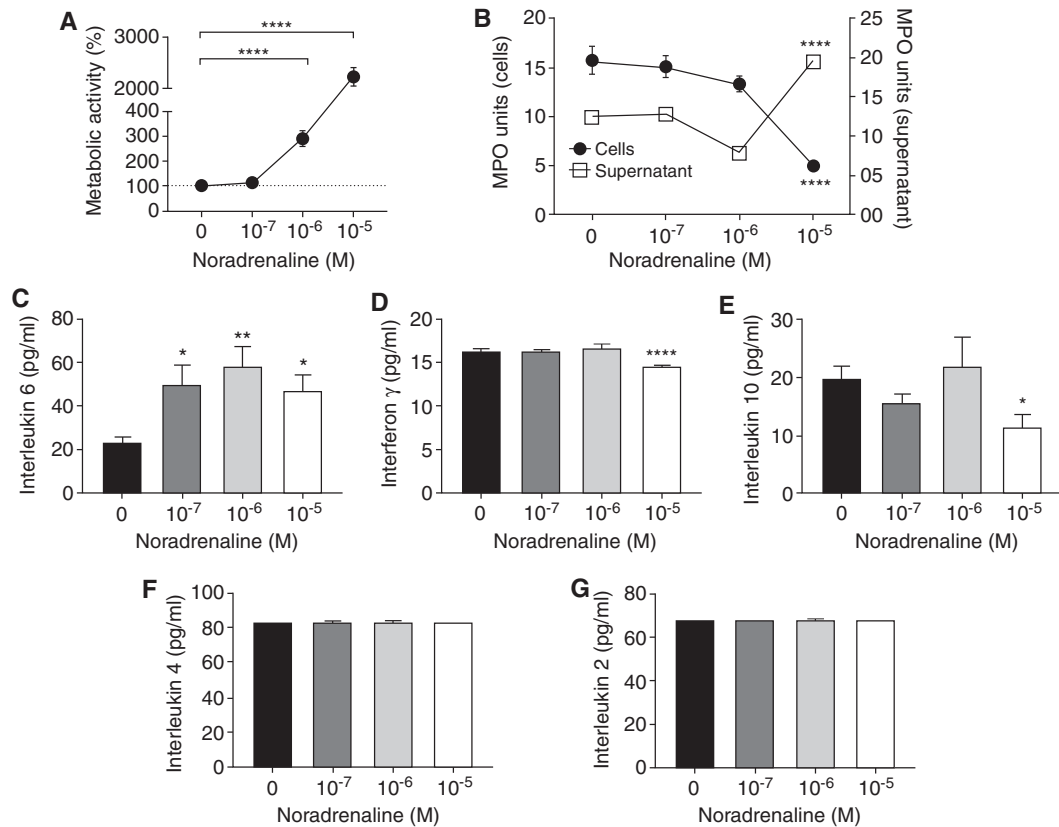 A
****
****
Metabolic activity (%)
3000
2000
400
300
200
100
0
0 10⁻⁷ 10⁻⁶ 10⁻⁵
Noradrenaline (M)
B
MPO units (cells)
20
15
10
5
0
****
Cells
Supernatant
****
25
20
15
10
05
00
MPO units (supernatant)
0 10⁻⁷ 10⁻⁶ 10⁻⁵
Noradrenaline (M)
C
Interleukin 6 (pg/ml)
80
60
40
20
0
* ** *
0 10⁻⁷ 10⁻⁶ 10⁻⁵
Noradrenaline (M)
D
Interferon γ (pg/ml)
20
15
10
5
0
****
0 10⁻⁷ 10⁻⁶ 10⁻⁵
Noradrenaline (M)
E
Interleukin 10 (pg/ml)
30
20
10
0
*
0 10⁻⁷ 10⁻⁶ 10⁻⁵
Noradrenaline (M)
F
Interleukin 4 (pg/ml)
100
80
60
40
20
0
0 10⁻⁷ 10⁻⁶ 10⁻⁵
Noradrenaline (M)
G
Interleukin 2 (pg/ml)
80
60
40
20
0
0 10⁻⁷ 10⁻⁶ 10⁻⁵
Noradrenaline (M)